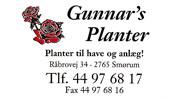 Gunnar's
Planter
Planter til have og anlæg!
Råbrovej 34 - 2765 Smørum
Tlf. 44 97 68 17
Fax 44 97 68 16